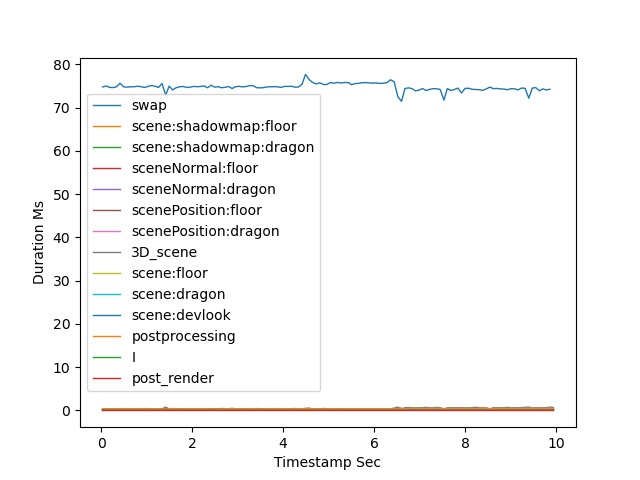 80
70
60
50
40
30
20
10
0
Duration Ms
swap
scene:shadowmap:floor
scene:shadowmap:dragon
sceneNormal:floor
sceneNormal:dragon
scenePosition:floor
scenePosition:dragon
3D_scene
scene:floor
scene:dragon
scene:devlook
postprocessing
I
post_render
0 2 4 6 8 10
Timestamp Sec